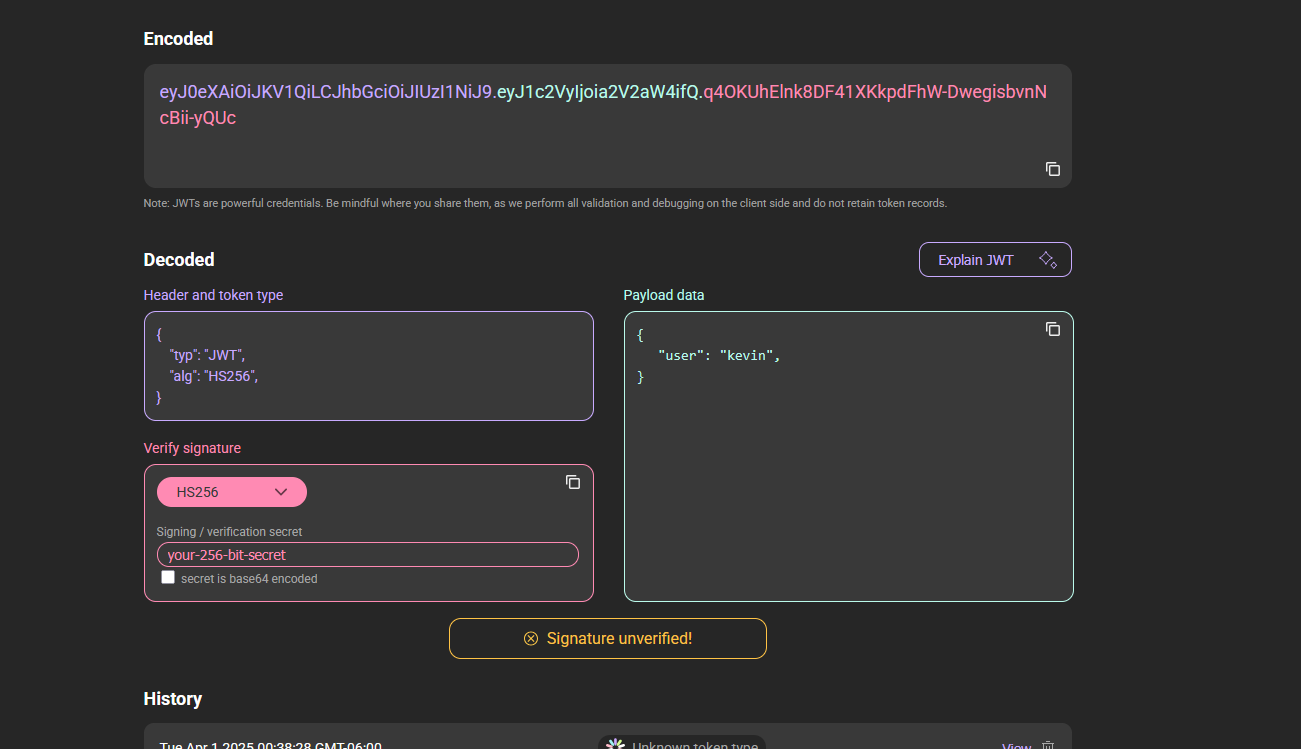 Encoded
eyJ0eXAiOiJKV1QiLCJhbGciOiJIUzI1NiJ9.eyJ1c2VyIjoia2V2aW4ifQ.q4OKUhElnk8DF41XKkpdFhW-DwegisbvnN
cBii-yQUc
Note: JWTs are powerful credentials. Be mindful where you share them, as we perform all validation and debugging on the client side and do not retain token records.
Decoded
Explain JWT
Header and token type
Payload data
{
"typ": "JWT",
"alg": "HS256",
}
{
"user": "kevin",
}
Verify signature
HS256
Signing / verification secret
your-256-bit-secret
secret is base64 encoded
Signature unverified!
History
Tue Apr 1 2025 00:38:28 GMT-06:00
Unknown token type
View